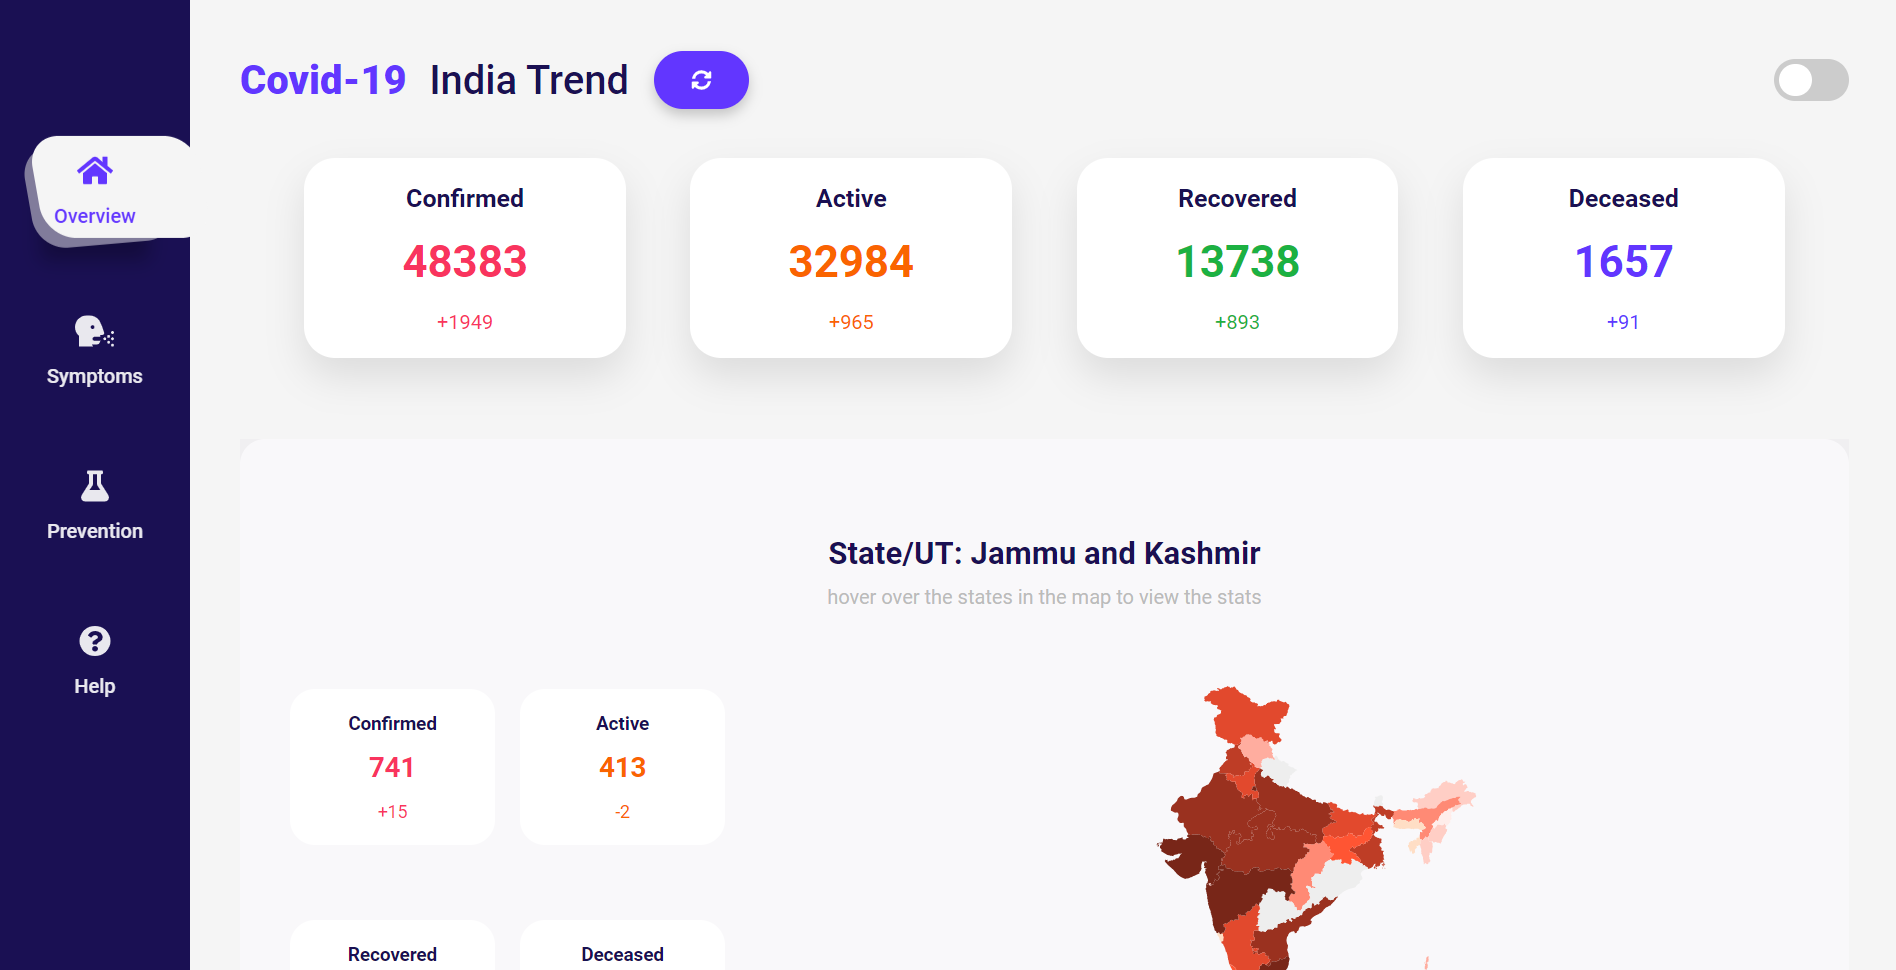 Covid-19 India Trend
Overview
Symptoms
Prevention
Help
Confirmed
48383
+1949
Active
32984
+965
Recovered
13738
+893
Deceased
1657
+91
State/UT: Jammu and Kashmir
hover over the states in the map to view the stats
Confirmed
741
+15
Active
413
-2
Recovered
Deceased